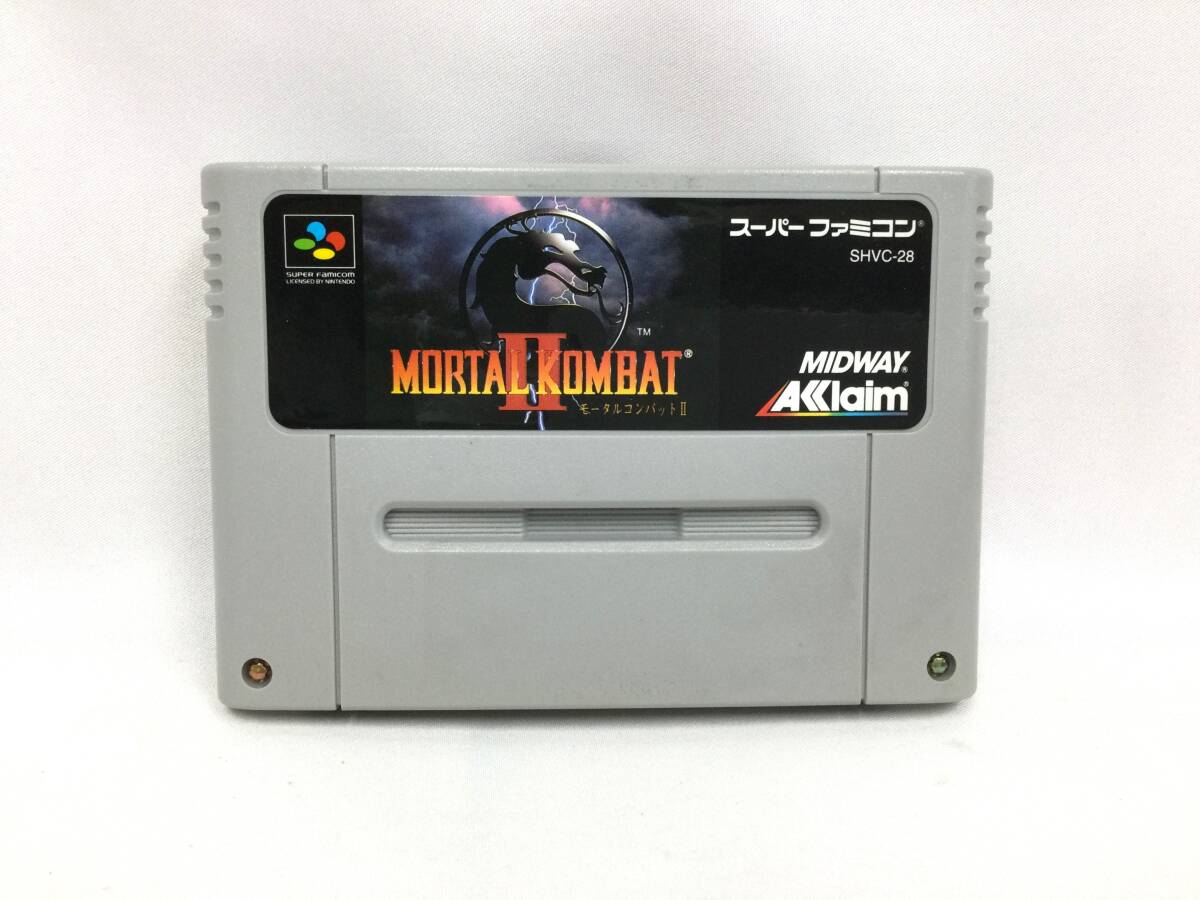 SUPER FAMICOM
LICENSED BY NINTENDO
スーパーファミコン®
SHVC-28
TM
II
MORTAL KOMBAT®
モータルコンバットⅡ
MIDWAY®
AKlaim®